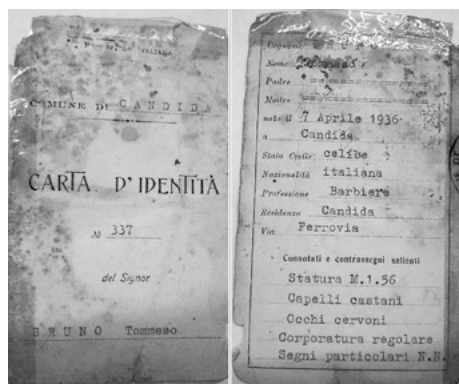 ITALIANA
COMUNE DI CANDIDA
CARTA D'IDENTITÀ
N 337
del Signor
BRUNO Tommaso
Cognome BRUNO
Nome
Padre
Madre
nato il 7 Aprile 1936
a Candida
Stato Civile celibe
Nazionalità italiana
Professione Barbiere
Residenza Candida
Via Ferrovia
Connotati e contrassegni salienti
Statura M.1.56
Capelli castani
Occhi cervoni
Corporatura regolare
Segni particolari N.N.